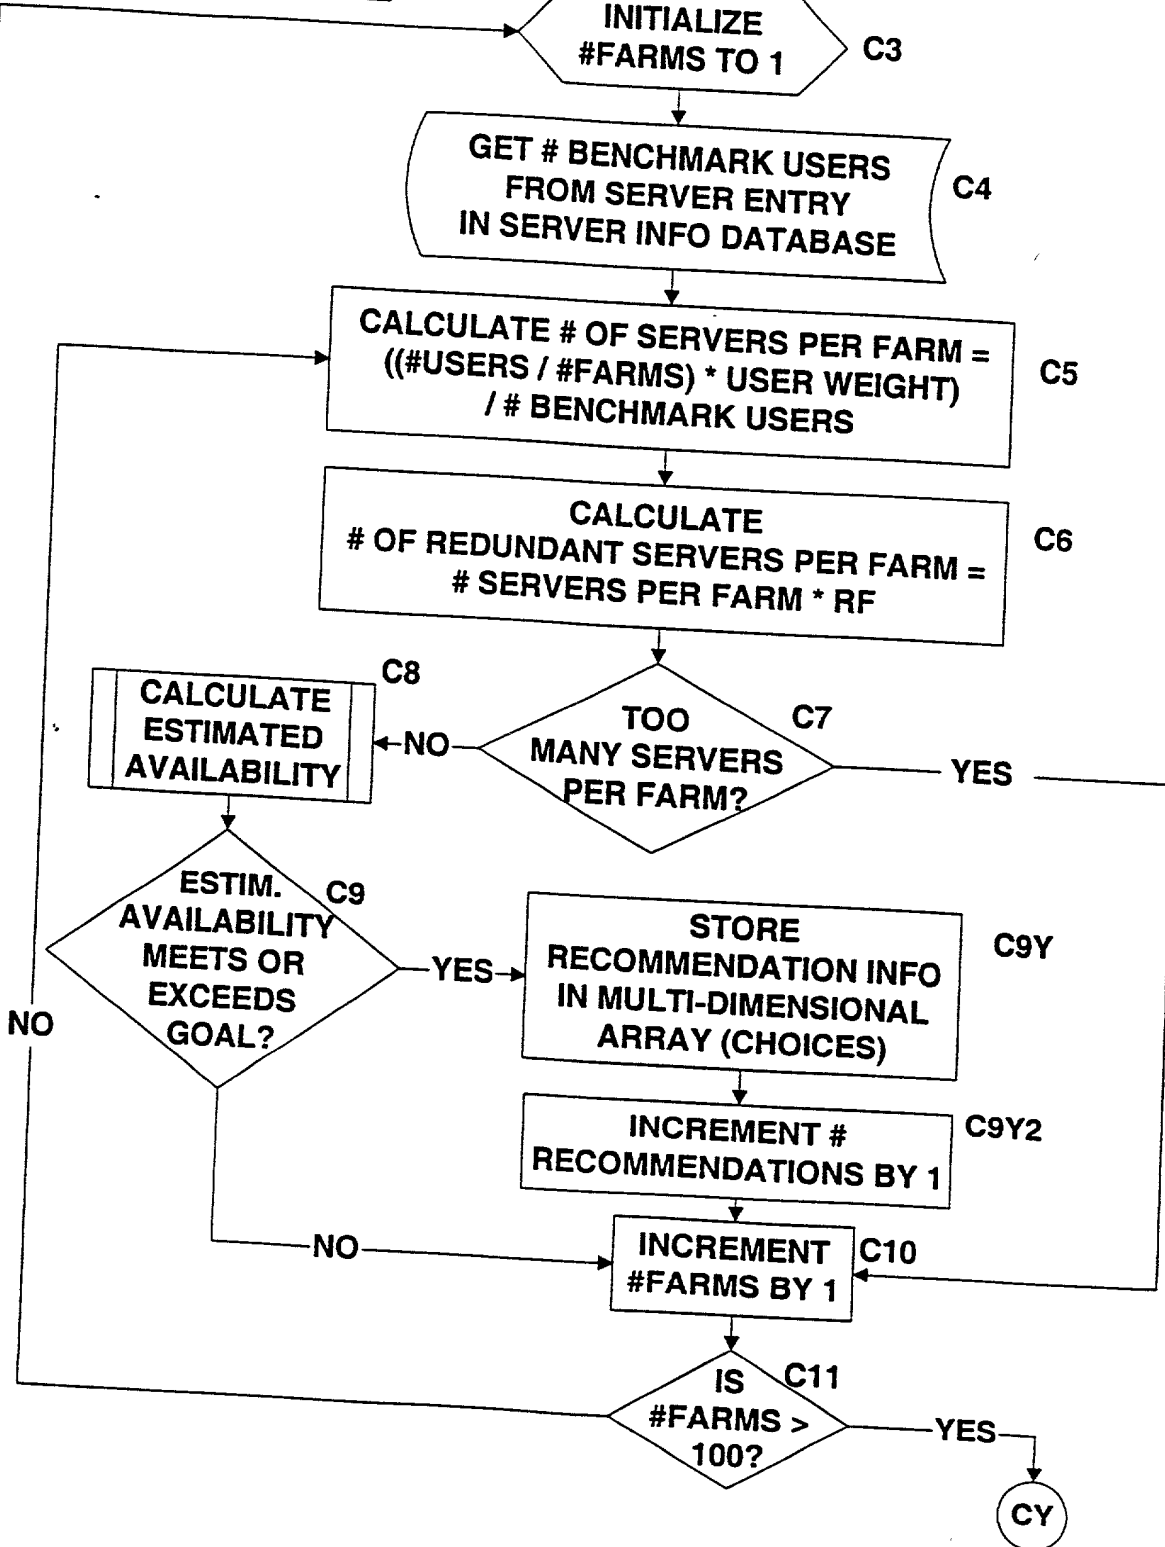 INITIALIZE
#FARMS TO 1
C3
GET # BENCHMARK USERS
FROM SERVER ENTRY
IN SERVER INFO DATABASE
C4
CALCULATE # OF SERVERS PER FARM =
((#USERS / #FARMS) * USER WEIGHT)
/ # BENCHMARK USERS
C5
CALCULATE
# OF REDUNDANT SERVERS PER FARM =
# SERVERS PER FARM * RF
C6
TOO
MANY SERVERS
PER FARM?
C7
NO
YES
C8
CALCULATE
ESTIMATED
AVAILABILITY
ESTIM.
AVAILABILITY
MEETS OR
EXCEEDS
GOAL?
C9
YES
STORE
RECOMMENDATION INFO
IN MULTI-DIMENSIONAL
ARRAY (CHOICES)
C9Y
NO
INCREMENT #
RECOMMENDATIONS BY 1
C9Y2
NO
INCREMENT
#FARMS BY 1
C10
IS
#FARMS >
100?
C11
YES
CY